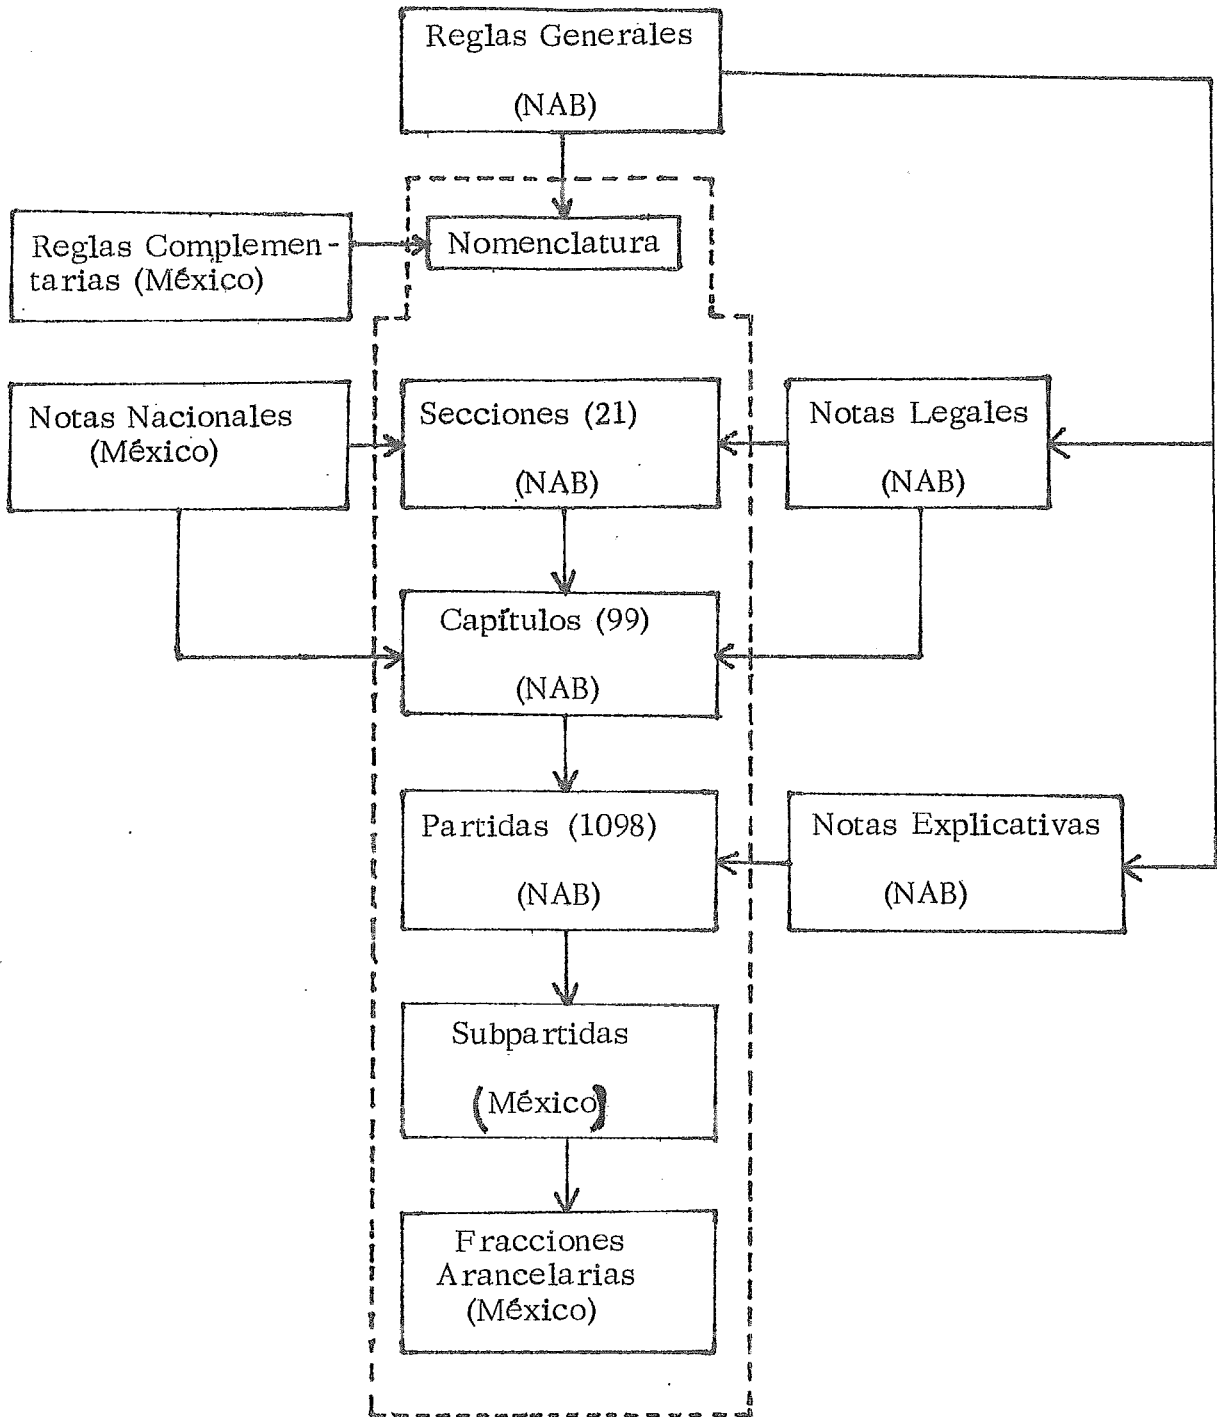 Reglas Generales
(NAB)
Reglas Complemen-
tarias (México)
Nomenclatura
Notas Nacionales
(México)
Secciones (21)
(NAB)
Notas Legales
(NAB)
Capítulos (99)
(NAB)
Partidas (1098)
(NAB)
Notas Explicativas
(NAB)
Subpartidas
(México)
Fracciones
Arancelarias
(México)